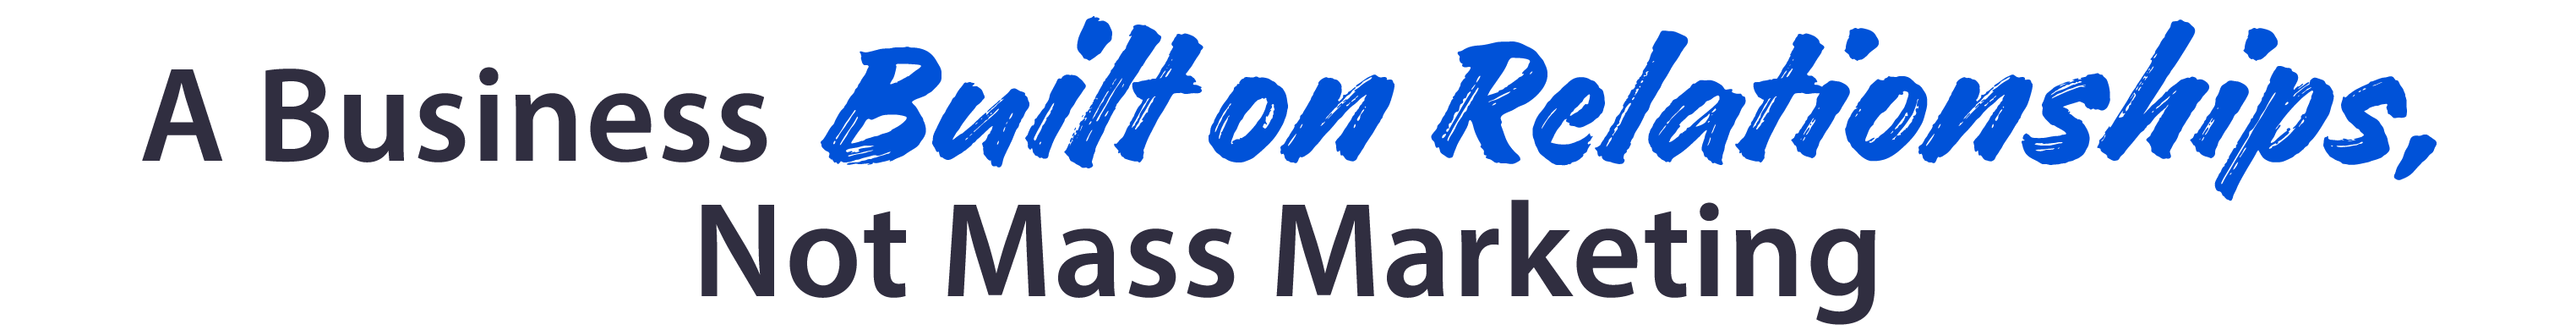 A Business Built on Relationships,
Not Mass Marketing